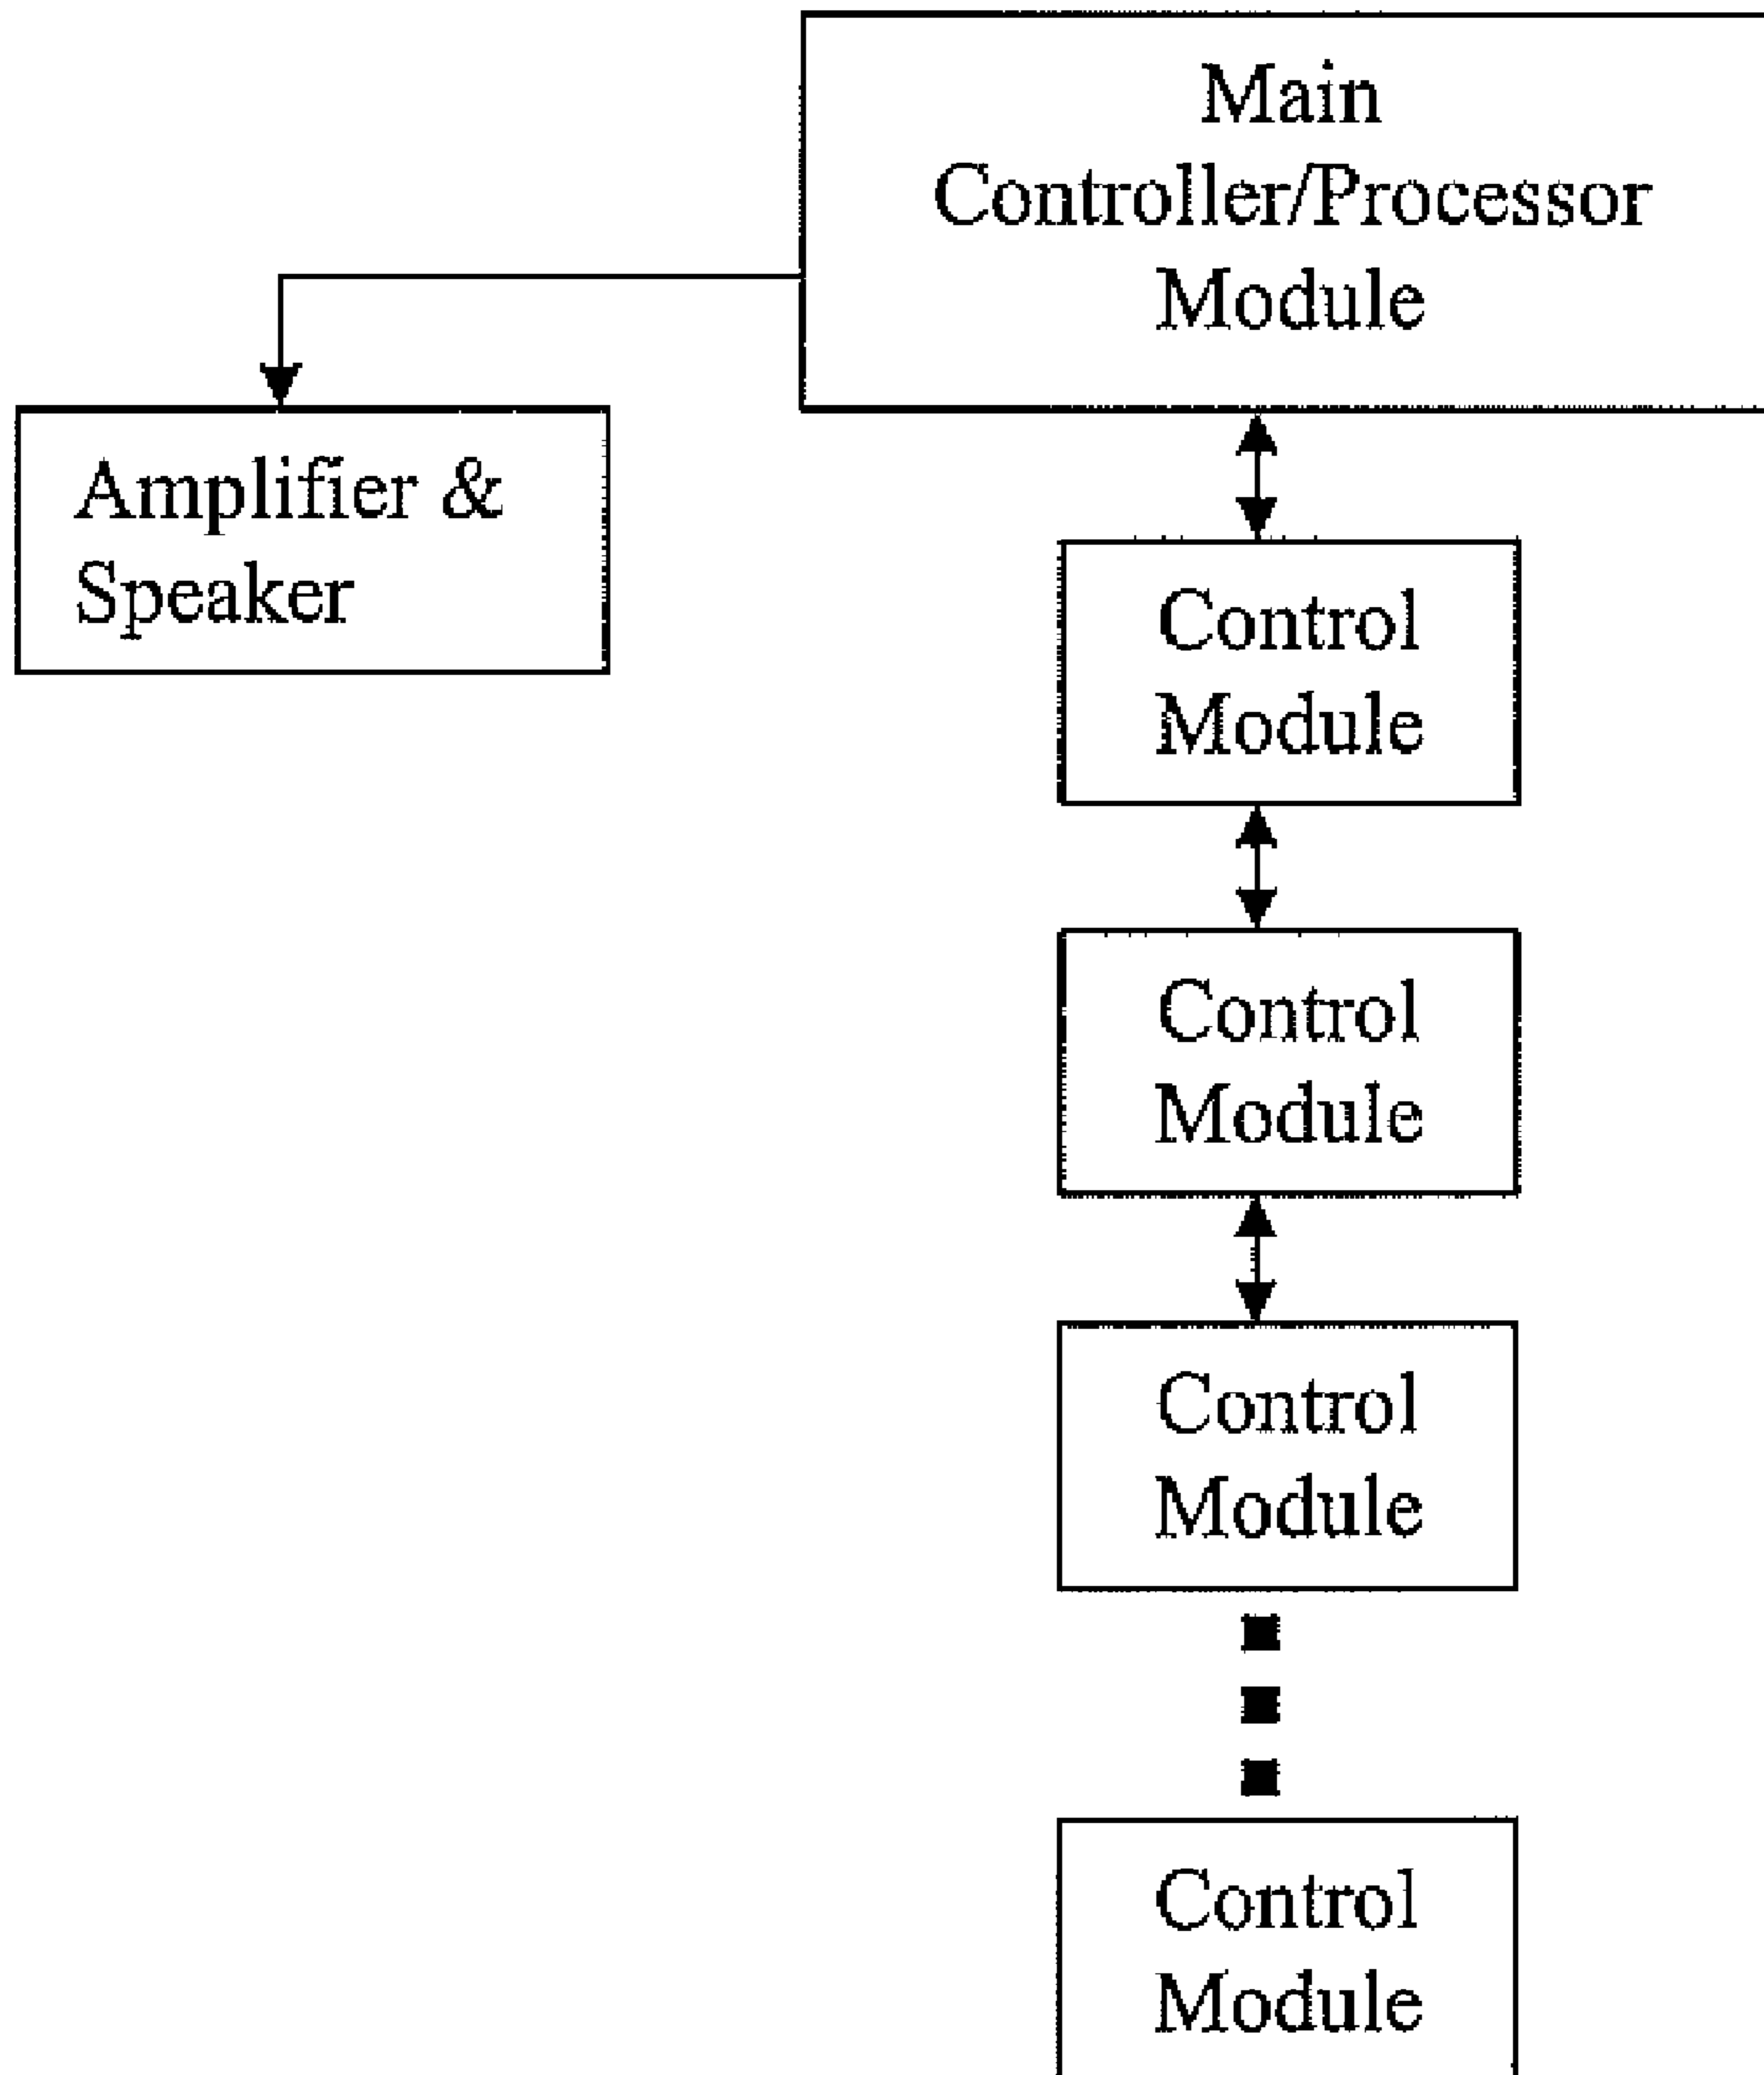 Main
Controller/Processor
Module
Amplifier &
Speaker
Control
Module
Control
Module
Control
Module
Control
Module